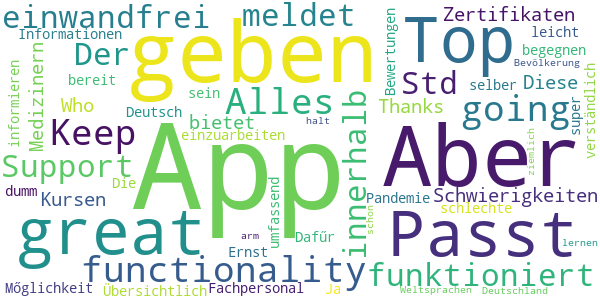 einwandfrei
meldet
Zertifikaten
Informationen
geben
Top
leicht
Der
Bewertungen
begegnen
Bevölkerung
informieren
Medizinern
bereit
sein
Alles
Std
selber
Diese
Who
Deutsch
innerhalb
Thanks
going
super
verständlich
Keep
bietet
halt
App
Aber
einzuarbeiten
ziemlich
Support
Die
umfassend
dumm
Kursen
Pandemie
Schwierigkeiten
great
schlechte
Passt
schon
arm
Dafűr
Ernst
lernen
functionality
funktioniert
Mőglichkeit
Übersichtlich
Fachpersonal
Ja
Weltsprachen
Deutschland